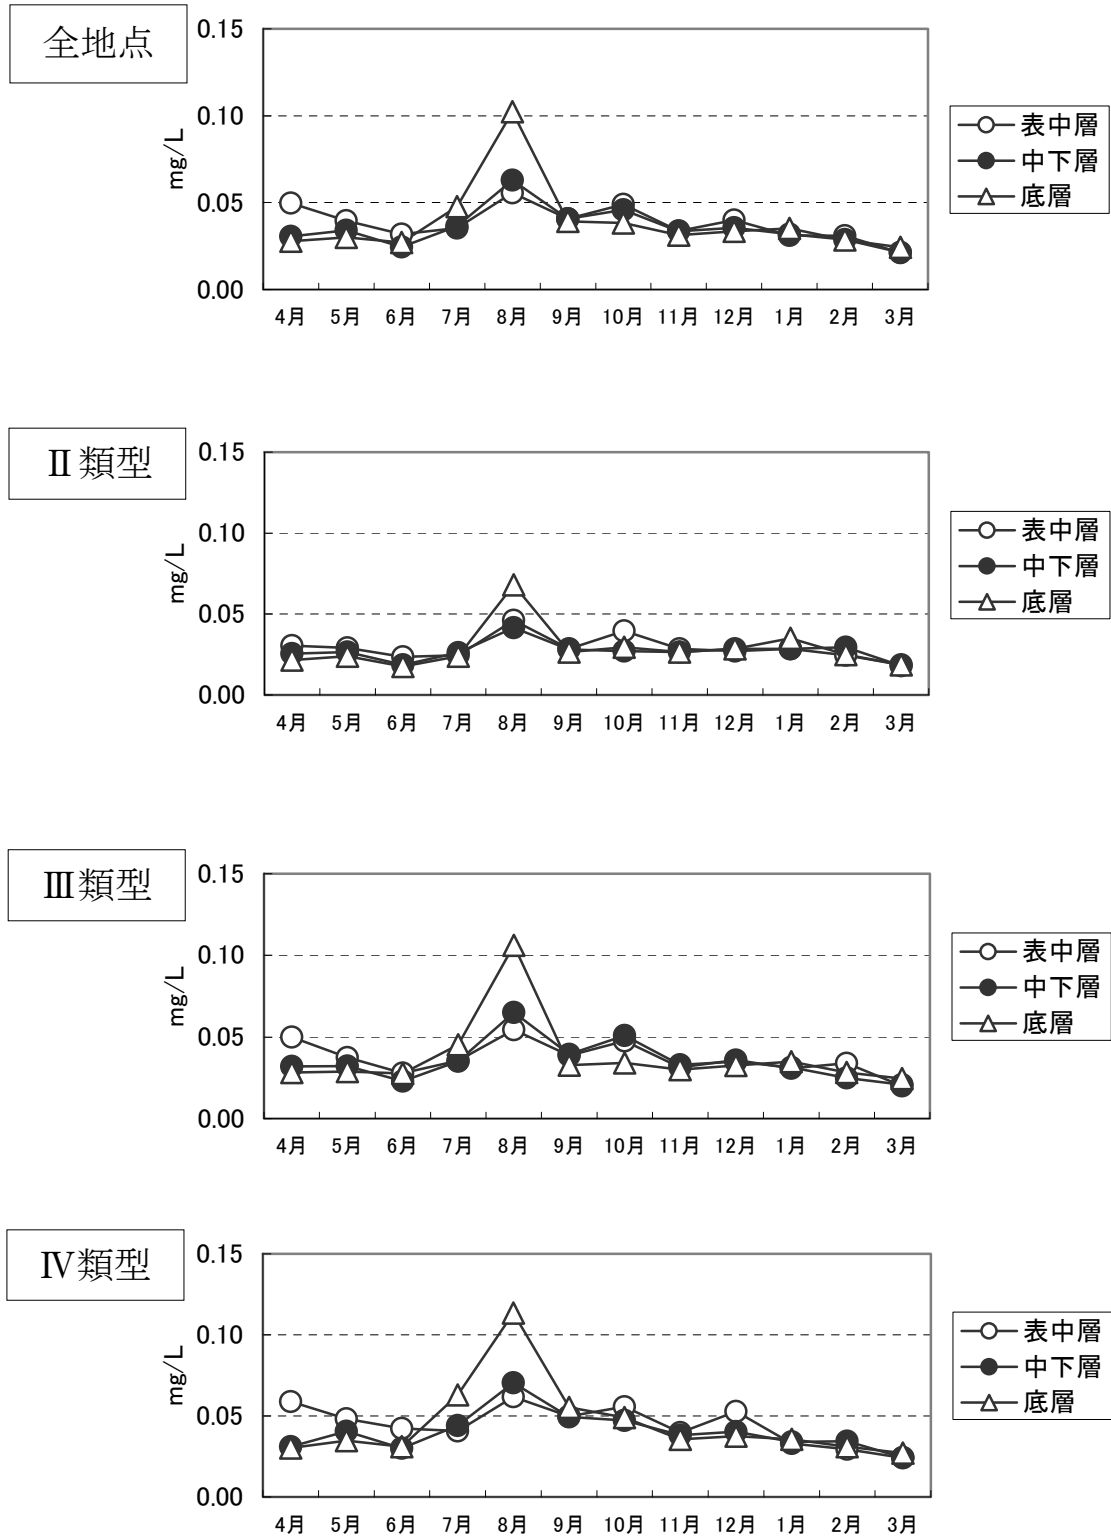 全地点
0.15
0.10
0.05
0.00
mg/L
4月 5月 6月 7月 8月 9月 10月 11月 12月 1月 2月 3月
表中層
中下層
底層
Ⅱ類型
0.15
0.10
0.05
0.00
mg/L
4月 5月 6月 7月 8月 9月 10月 11月 12月 1月 2月 3月
表中層
中下層
底層
Ⅲ類型
0.15
0.10
0.05
0.00
mg/L
4月 5月 6月 7月 8月 9月 10月 11月 12月 1月 2月 3月
表中層
中下層
底層
Ⅳ類型
0.15
0.10
0.05
0.00
mg/L
4月 5月 6月 7月 8月 9月 10月 11月 12月 1月 2月 3月
表中層
中下層
底層